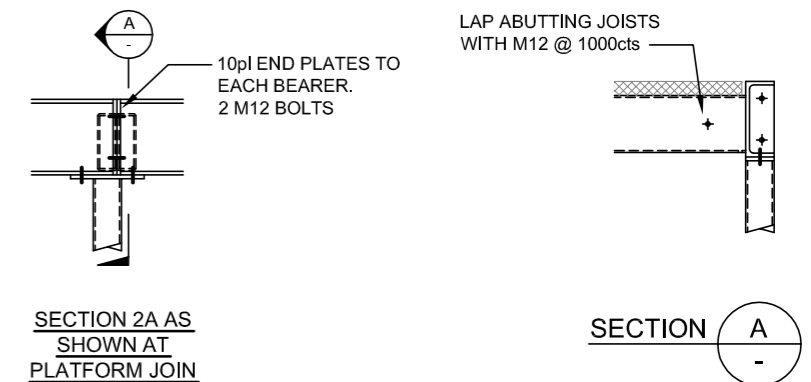 A
-
10pl END PLATES TO
EACH BEARER.
2 M12 BOLTS
SECTION 2A AS
SHOWN AT
PLATFORM JOIN
LAP ABUTTING JOISTS
WITH M12 @ 1000cts
SECTION A
-